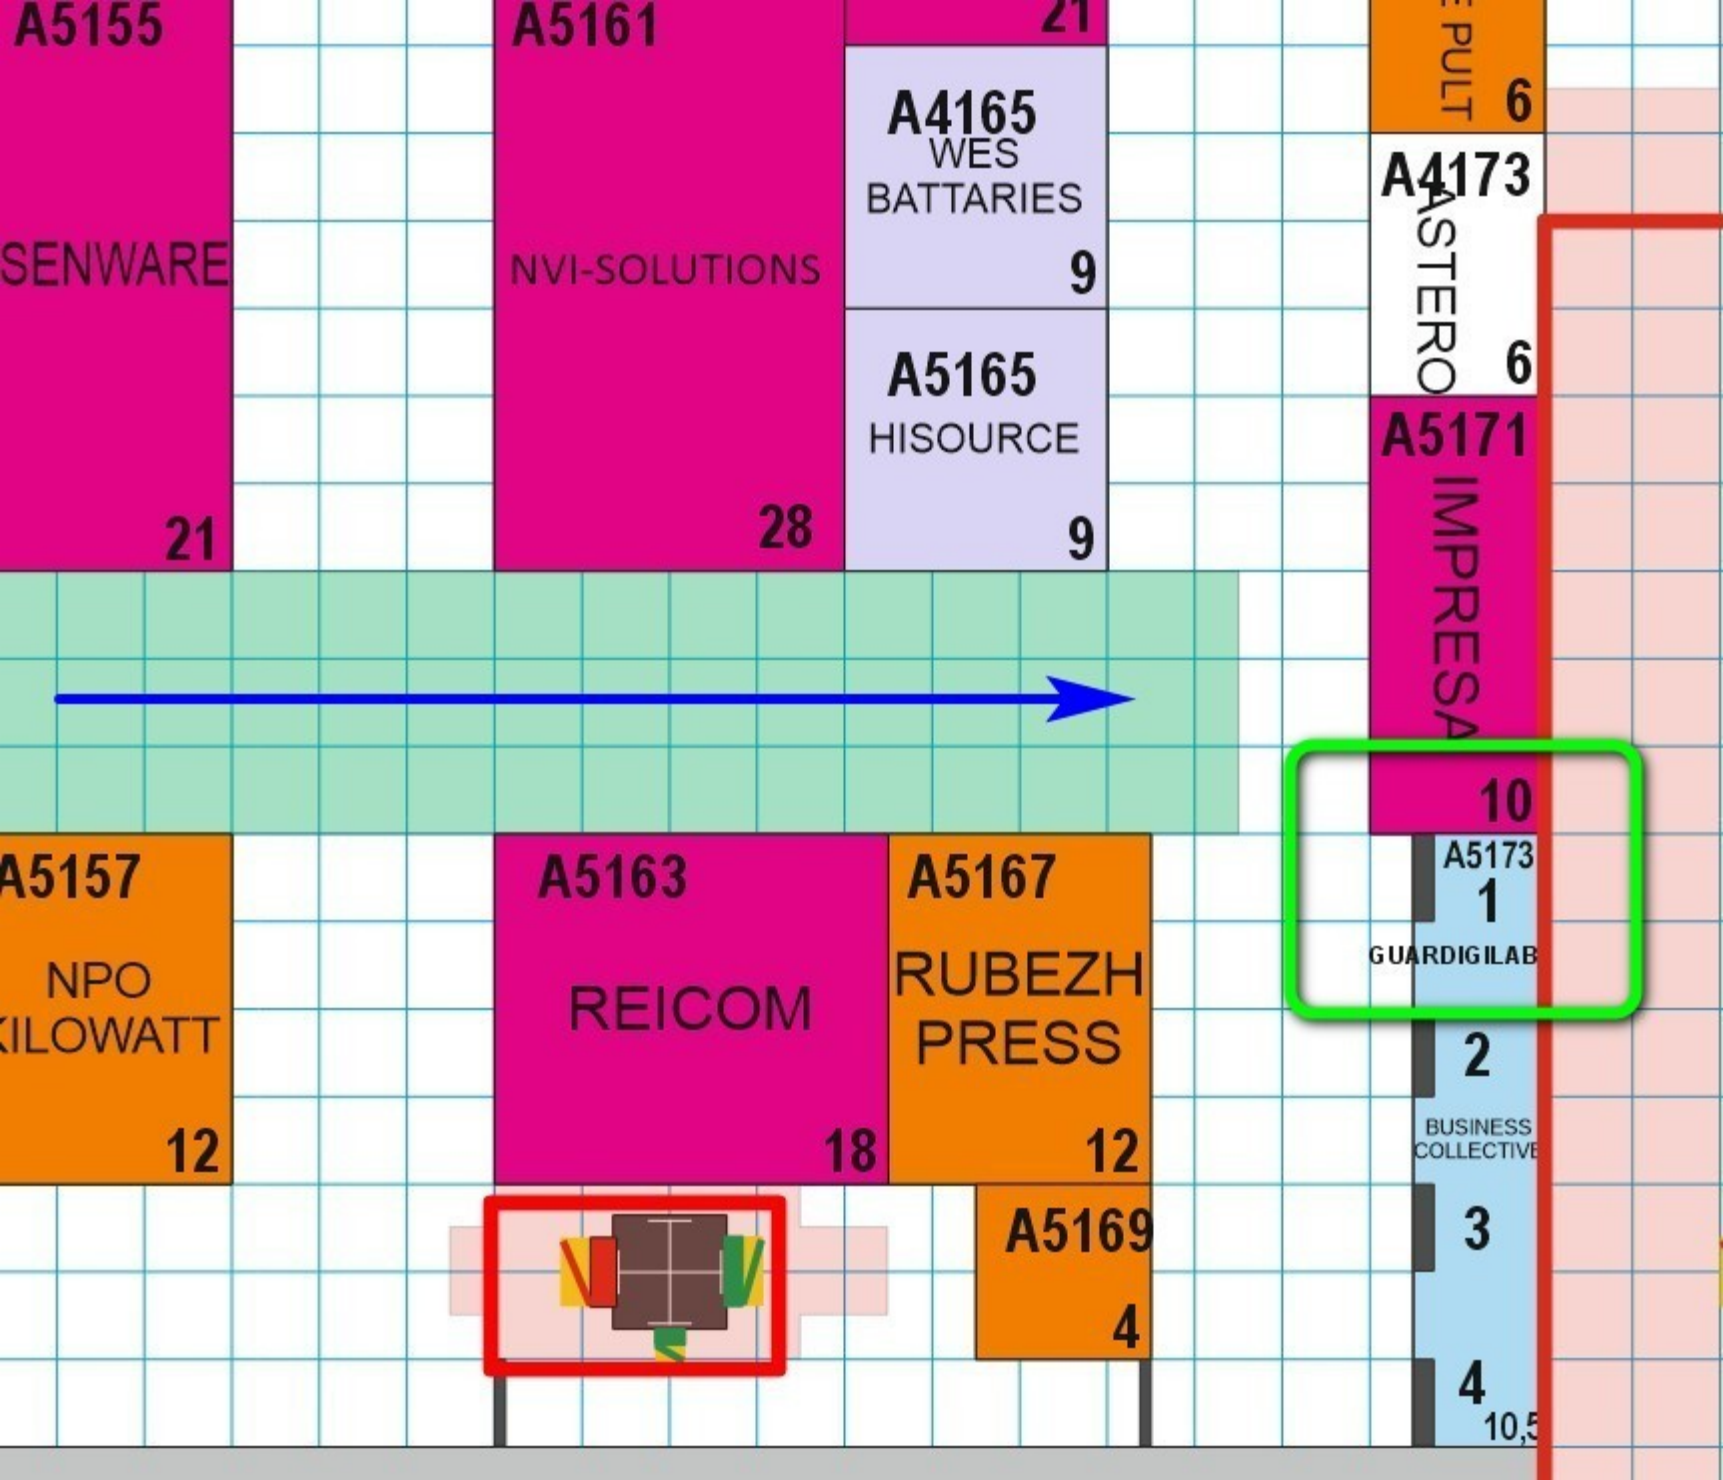 A5155
SENWARE
21
A5161
NVI-SOLUTIONS
28
21
A4165
WES
BATTARIES
9
A5165
HISOURCE
9
PULT
6
A4173
ASTERO
6
A5171
IMPRESA
10
A5157
NPO
KILOWATT
12
A5163
REICOM
18
A5167
RUBEZH
PRESS
12
A5169
4
A5173
1
GUARDIGILAB
2
BUSINESS
COLLECTIVE
3
4
10,5